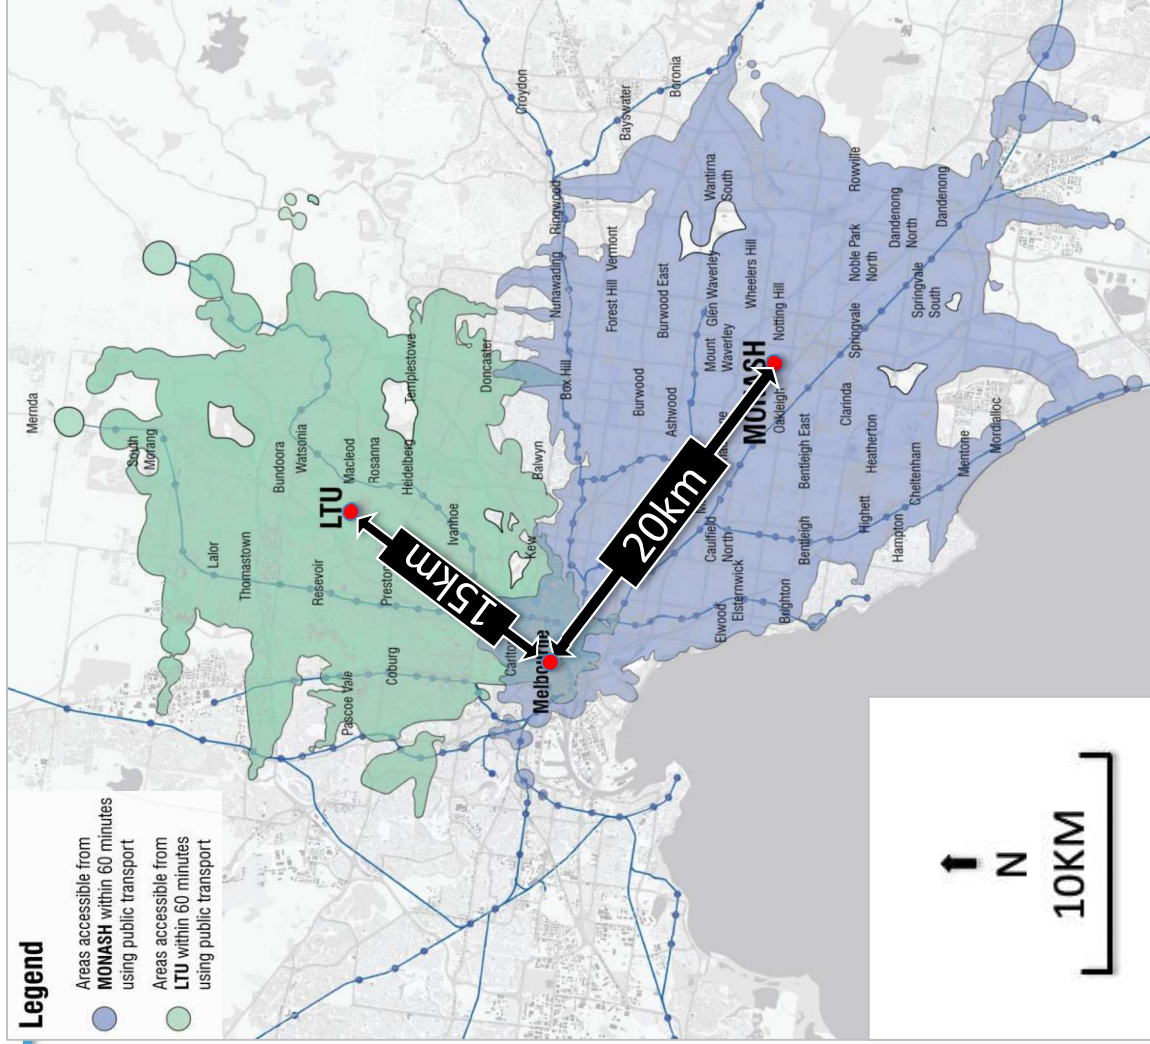 Legend
Areas accessible from
MONASH within 60 minutes
using public transport
Areas accessible from
LTU within 60 minutes
using public transport
Mernda
South
Morang
Lalor
Thomastown
Bundoora
Watsonia
LTU
Macleod
Resevoir
Rosanna
Templestowe
Heidelberg
Preston
Pascoe Vale
Coburg
Ivanhoe
Doncaster
15km
Kew
Balwyn
Carlto
Melbourne
Croydon
Ringwood
Nunawading
Box Hill
Bayswater
Boronia
Vermont
Forest Hill
Burwood East
Burwood
Ashwood
Wantirna
South
Glen Waverley
Mount
Waverley
Wheelers Hill
20km
MONASH
Notting Hill
Oakleigh
Caulfield
North
Elwood
Elsternwick
Brighton
Bentleigh East
Bentleigh
Rowville
Noble Park
North
Dandenong
North
Dandenong
Springvale
Springvale
South
Clarinda
Heatherton
Highett
Hampton
Cheltenham
Mentone
Mordialloc
N
10KM